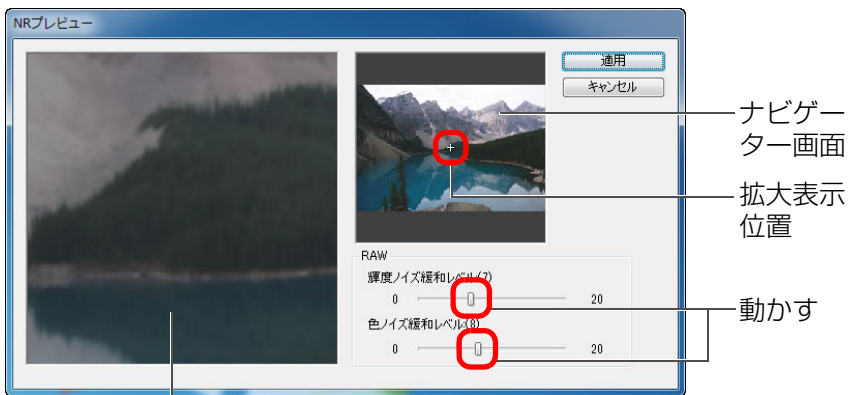 NRプレビュー
適用
キャンセル
ナビゲー
ター画面
拡大表示
位置
RAW
輝度ノイズ緩和レベル(7)
0
20
色ノイズ緩和レベル(8)
0
20
動かす